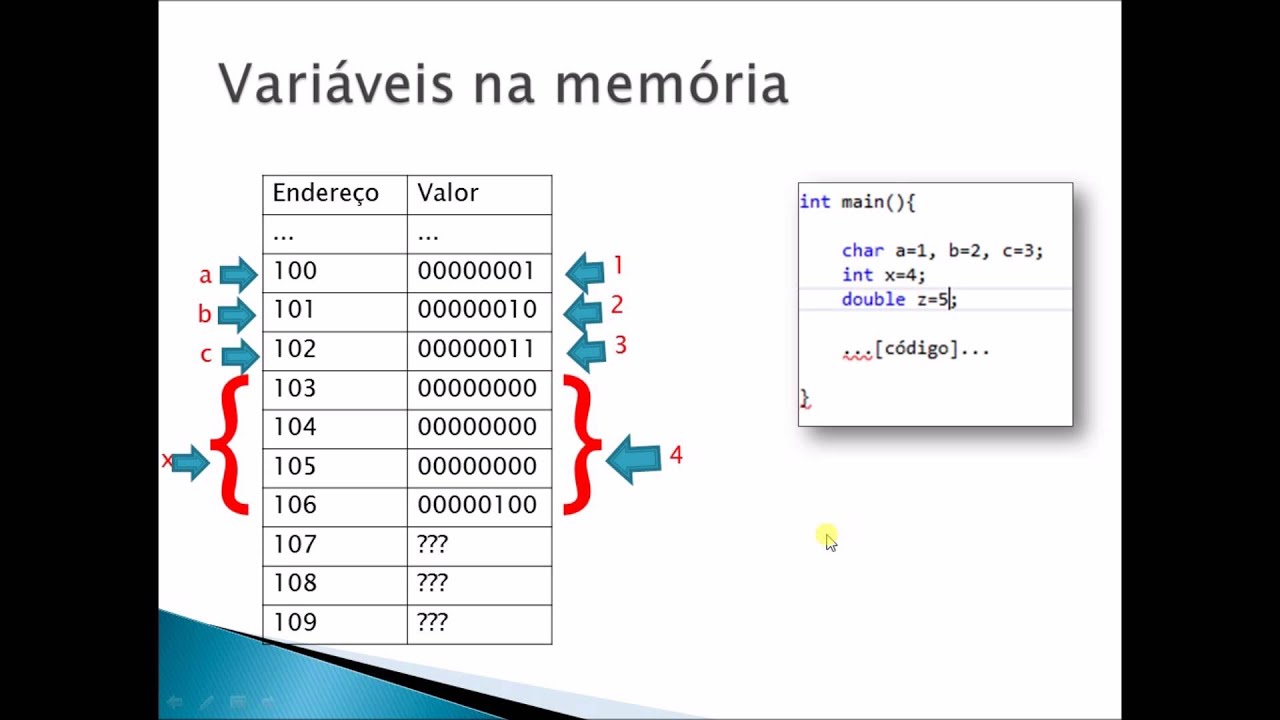 Variáveis na memória
Endereço Valor
... ...
a 100 00000001 1
b 101 00000010 2
c 102 00000011 3
103 00000000
104 00000000
x 105 00000000 4
106 00000100
107 ???
108 ???
109 ???
int main(){
char a=1, b=2, c=3;
int x=4;
double z=5;
...[código]...
}